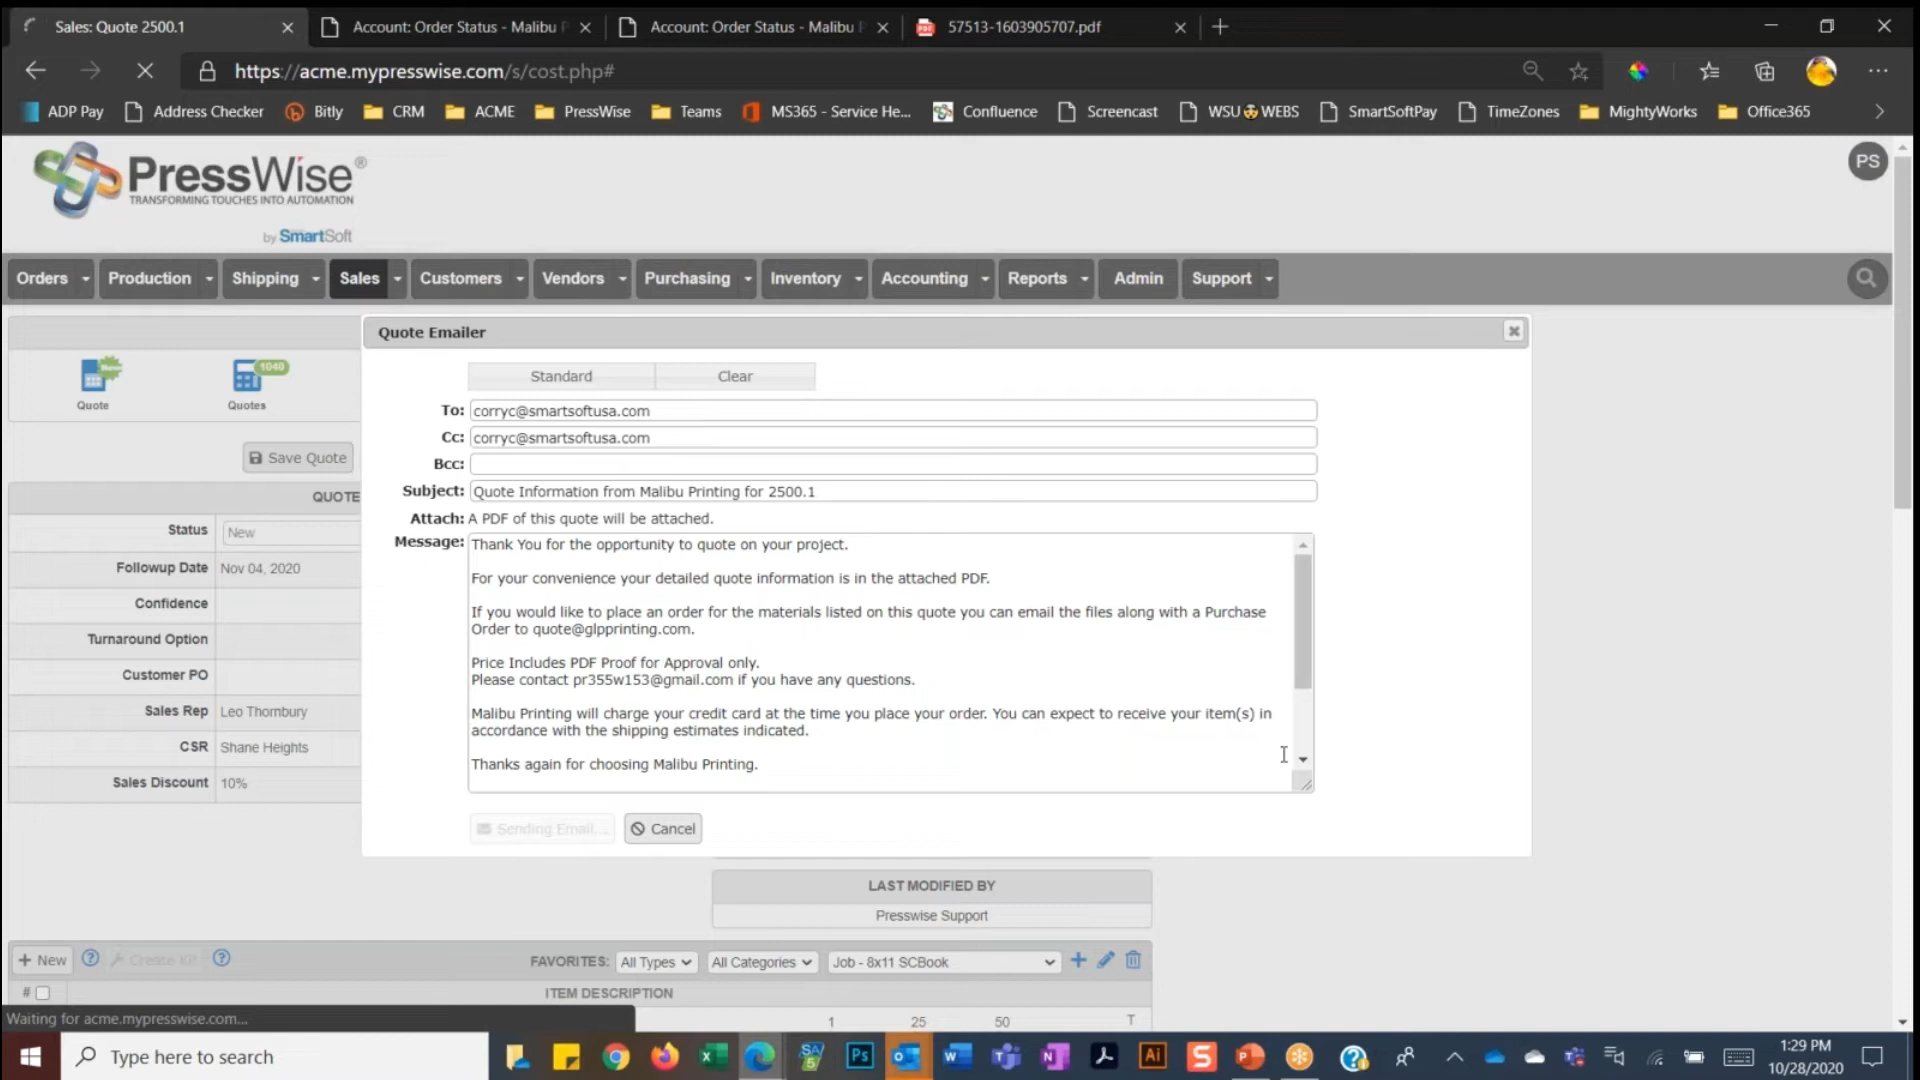 Sales: Quote 2500.1
Account: Order Status - Malibu P
Account: Order Status - Malibu P
57513-1603905707.pdf
https://acme.mypresswise.com/s/cost.php#
ADP Pay
Address Checker
Bitly
CRM
ACME
PressWise
Teams
MS365 - Service He...
Confluence
Screencast
WSU WEBS
SmartSoftPay
TimeZones
MightyWorks
Office365
PressWise®
TRANSFORMING TOUCHES INTO AUTOMATION
by SmartSoft
PS
Orders
Production
Shipping
Sales
Customers
Vendors
Purchasing
Inventory
Accounting
Reports
Admin
Support
Quote Emailer
New
Quote
1040
Quotes
Standard
Clear
To: corryc@smartsoftusa.com
Cc: corryc@smartsoftusa.com
Bcc:
Subject: Quote Information from Malibu Printing for 2500.1
Attach: A PDF of this quote will be attached.
Message: Thank You for the opportunity to quote on your project.
For your convenience your detailed quote information is in the attached PDF.
If you would like to place an order for the materials listed on this quote you can email the files along with a Purchase
Order to quote@glpprinting.com.
Price Includes PDF Proof for Approval only.
Please contact pr355w153@gmail.com if you have any questions.
Malibu Printing will charge your credit card at the time you place your order. You can expect to receive your item(s) in
accordance with the shipping estimates indicated.
Thanks again for choosing Malibu Printing.
Sending Email...
Cancel
Save Quote
QUOTE
Status New
Followup Date Nov 04, 2020
Confidence
Turnaround Option
Customer PO
Sales Rep Leo Thornbury
CSR Shane Heights
Sales Discount 10%
LAST MODIFIED BY
Presswise Support
+ New
Create Kit
FAVORITES: All Types All Categories Job - 8x11 SCBook
# ITEM DESCRIPTION
1 25 50 T
Waiting for acme.mypresswise.com...
Type here to search
1:29 PM
10/28/2020